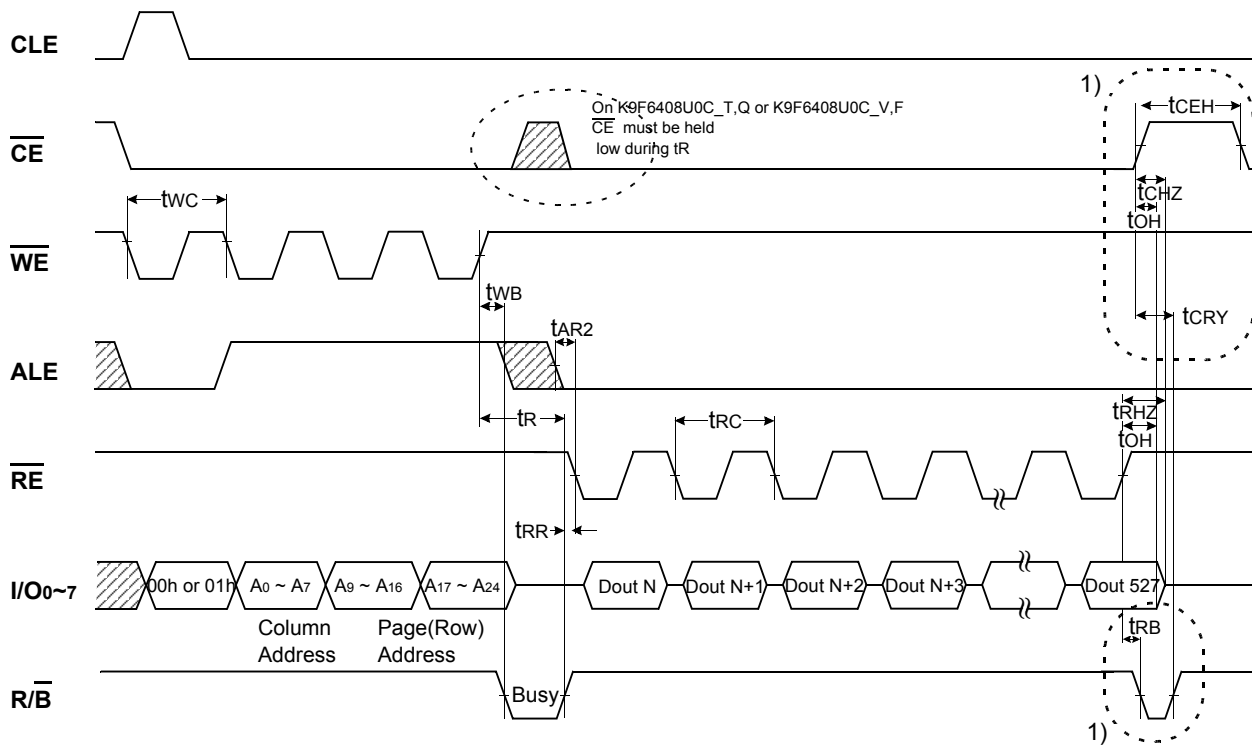 CLE
1)
tCEH
On K9F6408U0C_T,Q or K9F6408U0C_V,F
CE must be held
low during tR
CE
tCHZ
tOH
tWC
WE
tWB
tCRY
tAR2
ALE
tR
tRC
tRHZ
tOH
RE
tRR
I/O0~7
00h or 01h
A0 ~ A7
A9 ~ A16
A17 ~ A24
Dout N
Dout N+1
Dout N+2
Dout N+3
Dout 527
Column
Address
Page(Row)
Address
tRB
R/B
Busy
1)